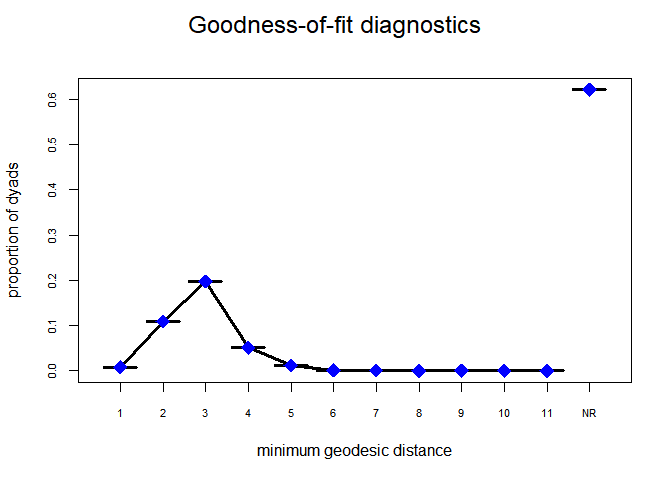 Goodness-of-fit diagnostics
0.6
0.5
0.4
0.3
0.2
0.1
0.0
proportion of dyads
1 2 3 4 5 6 7 8 9 10 11 NR
minimum geodesic distance